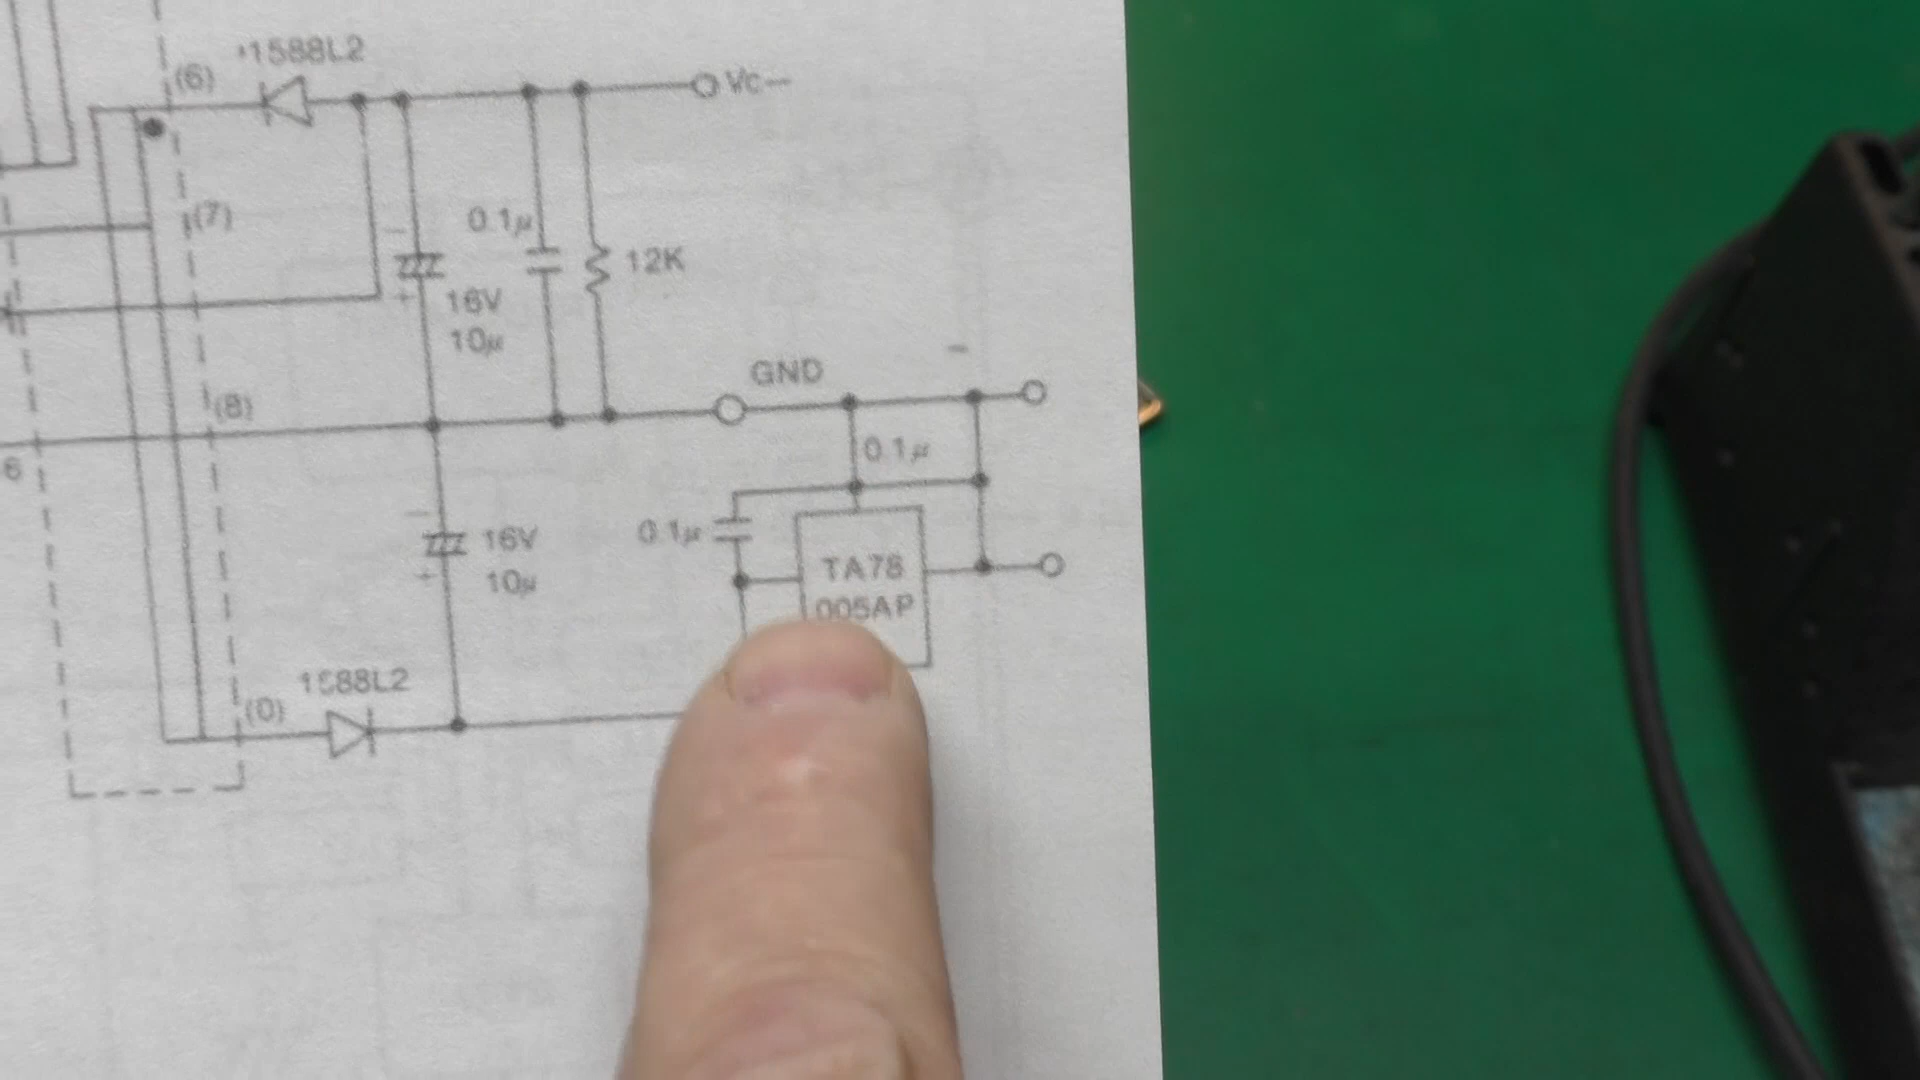 1588L2
(6)
Vc−
(7)
0.1μ
12K
16V
10μ
−
GND
(8)
0.1μ
6
0.1μ
16V
10μ
TA78
005AP
1588L2
(0)